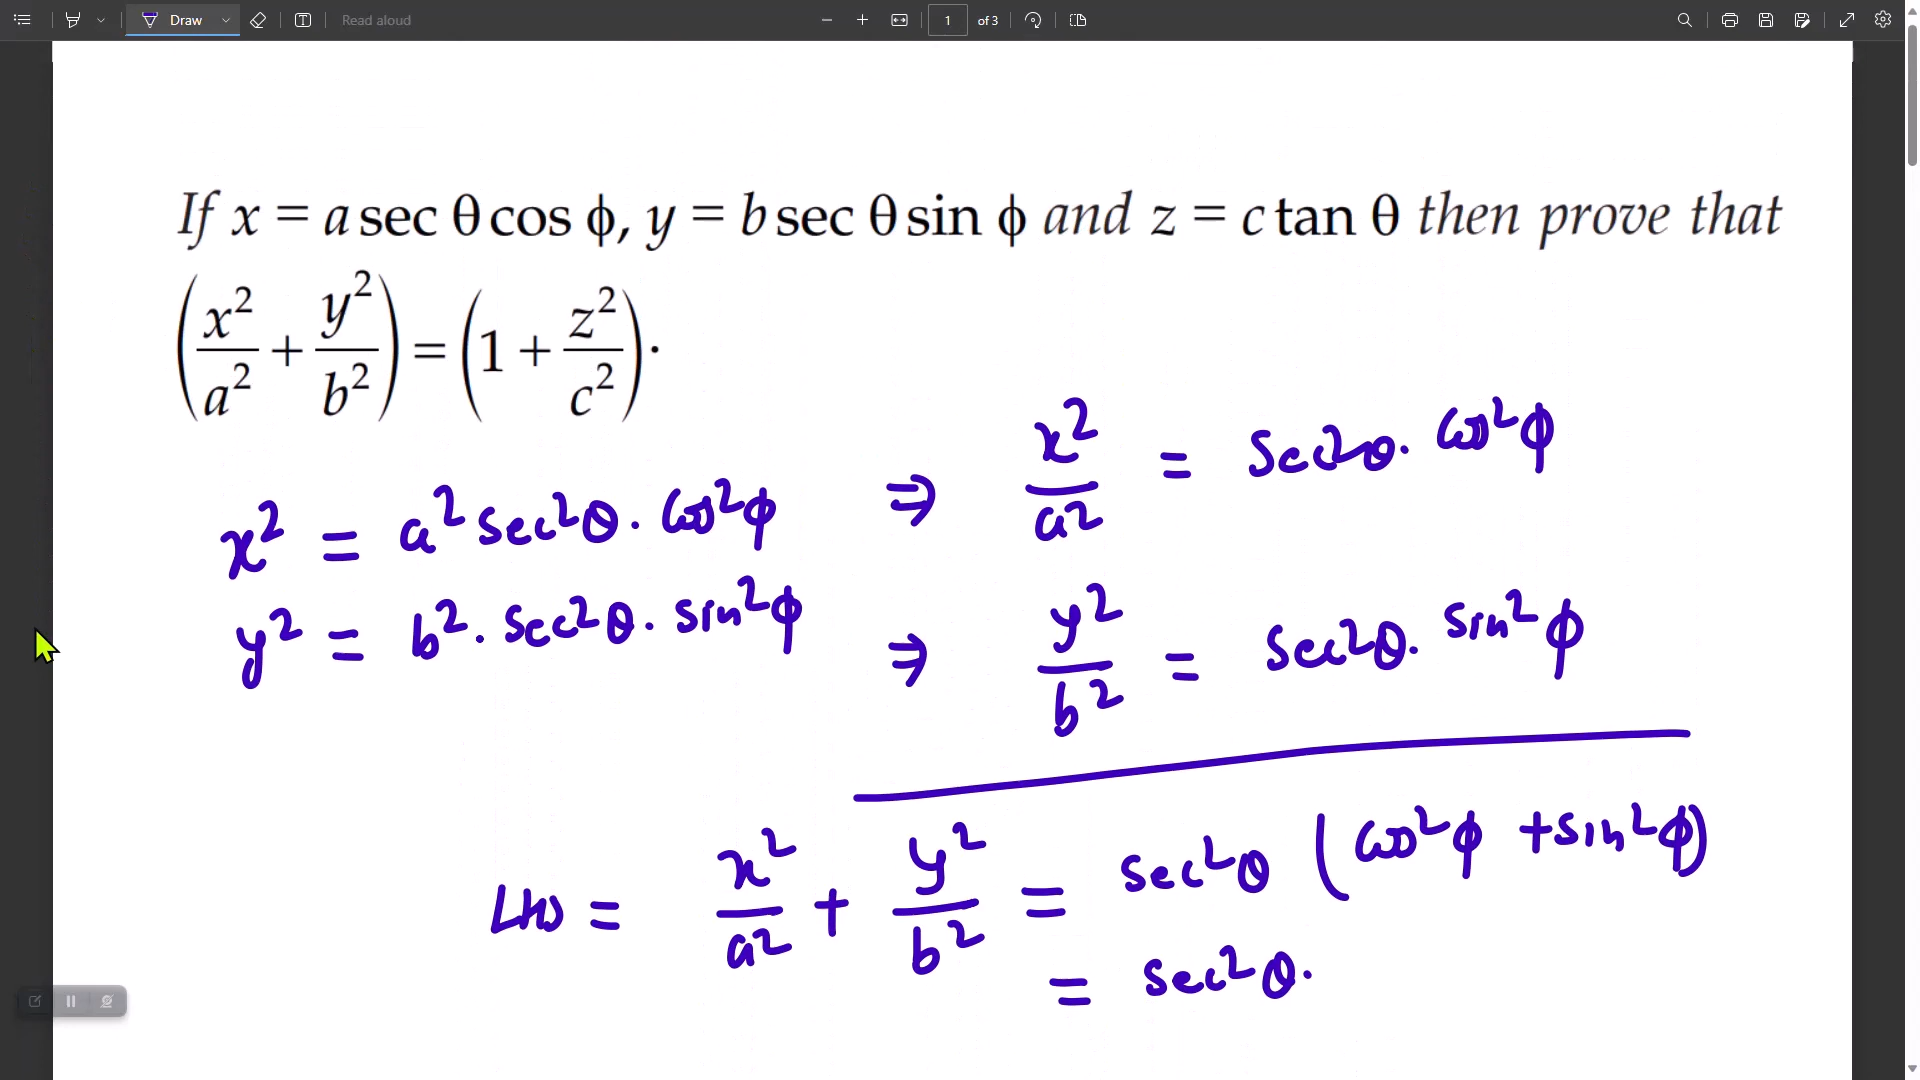 Draw Read aloud 1 of 3
If x = a sec θ cos ϕ, y = b sec θ sin ϕ and z = c tan θ then prove that
(x²/a² + y²/b²) = (1 + z²/c²).
x² = a² sec²θ. cos²ϕ ⇒ x²/a² = sec²θ. cos²ϕ
y² = b². sec²θ. sin²ϕ ⇒ y²/b² = sec²θ. sin²ϕ
LHS = x²/a² + y²/b² = sec²θ (cos²ϕ + sin²ϕ)
= sec²θ.